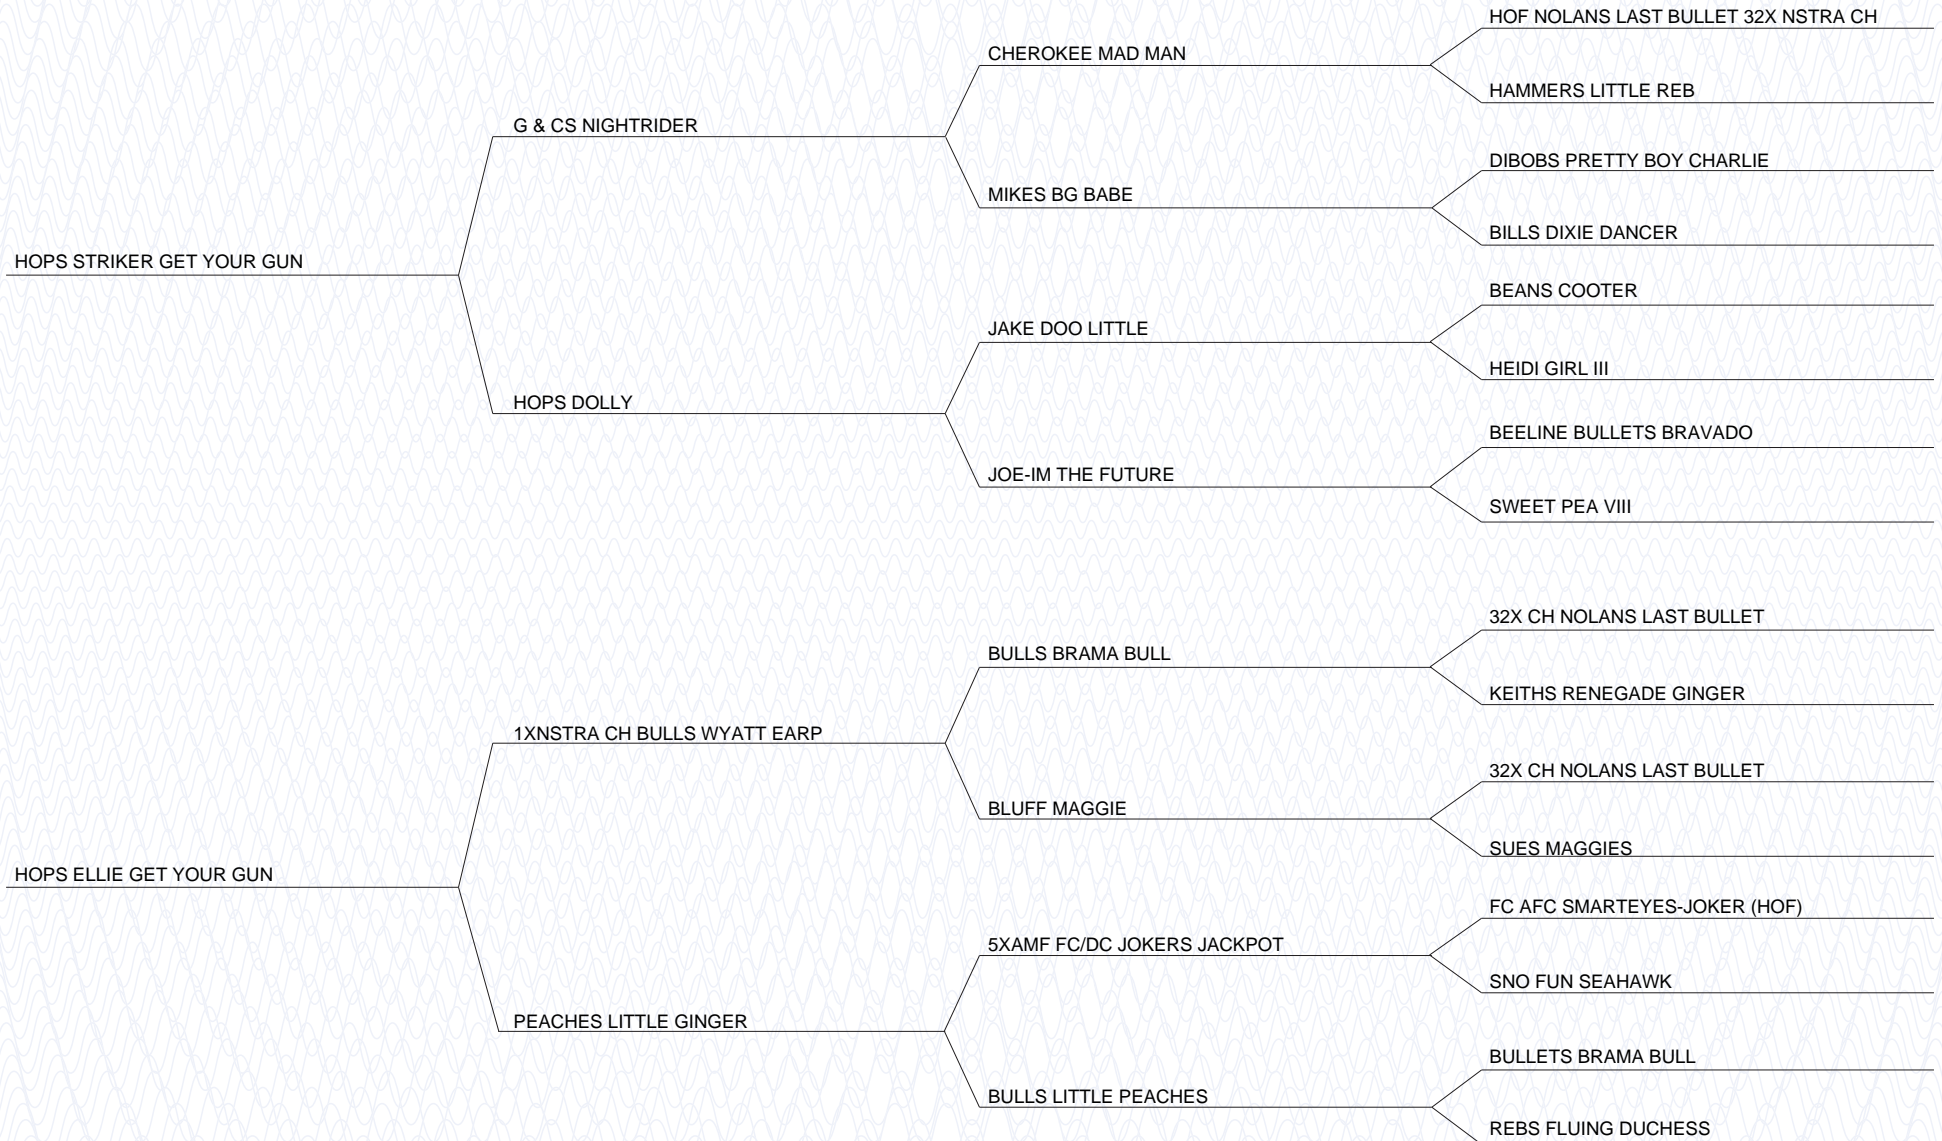 HOF NOLANS LAST BULLET 32X NSTRA CH
CHEROKEE MAD MAN
HAMMERS LITTLE REB
G & CS NIGHTRIDER
DIBOBS PRETTY BOY CHARLIE
MIKES BG BABE
BILLS DIXIE DANCER
HOPS STRIKER GET YOUR GUN
BEANS COOTER
JAKE DOO LITTLE
HEIDI GIRL III
HOPS DOLLY
BEELINE BULLETS BRAVADO
JOE-IM THE FUTURE
SWEET PEA VIII
32X CH NOLANS LAST BULLET
BULLS BRAMA BULL
KEITHS RENEGADE GINGER
1XNSTRA CH BULLS WYATT EARP
32X CH NOLANS LAST BULLET
BLUFF MAGGIE
SUES MAGGIES
HOPS ELLIE GET YOUR GUN
FC AFC SMARTEYES-JOKER (HOF)
5XAMF FC/DC JOKERS JACKPOT
SNO FUN SEAHAWK
PEACHES LITTLE GINGER
BULLETS BRAMA BULL
BULLS LITTLE PEACHES
REBS FLUING DUCHESS